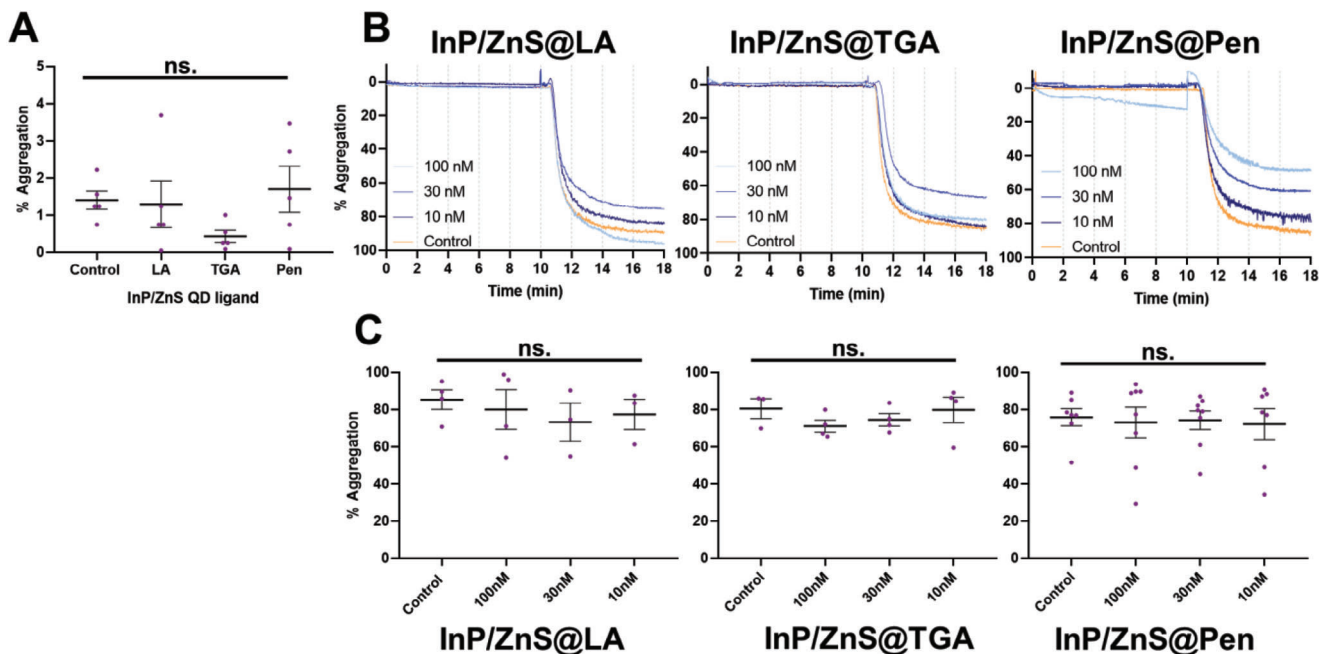 A
ns.
5
4
3
2
1
0
% Aggregation
Control LA TGA Pen
InP/ZnS QD ligand
B
InP/ZnS@LA
0
20
40
60
80
100
% Aggregation
100 nM
30 nM
10 nM
Control
0 2 4 6 8 10 12 14 16 18
Time (min)
InP/ZnS@TGA
0
20
40
60
80
100
100 nM
30 nM
10 nM
Control
0 2 4 6 8 10 12 14 16 18
Time (min)
InP/ZnS@Pen
0
20
40
60
80
100
100 nM
30 nM
10 nM
Control
0 2 4 6 8 10 12 14 16 18
Time (min)
C
ns.
100
80
60
40
20
0
% Aggregation
Control 100nM 30nM 10nM
InP/ZnS@LA
ns.
100
80
60
40
20
0
Control 100nM 30nM 10nM
InP/ZnS@TGA
ns.
100
80
60
40
20
0
Control 100nM 30nM 10nM
InP/ZnS@Pen